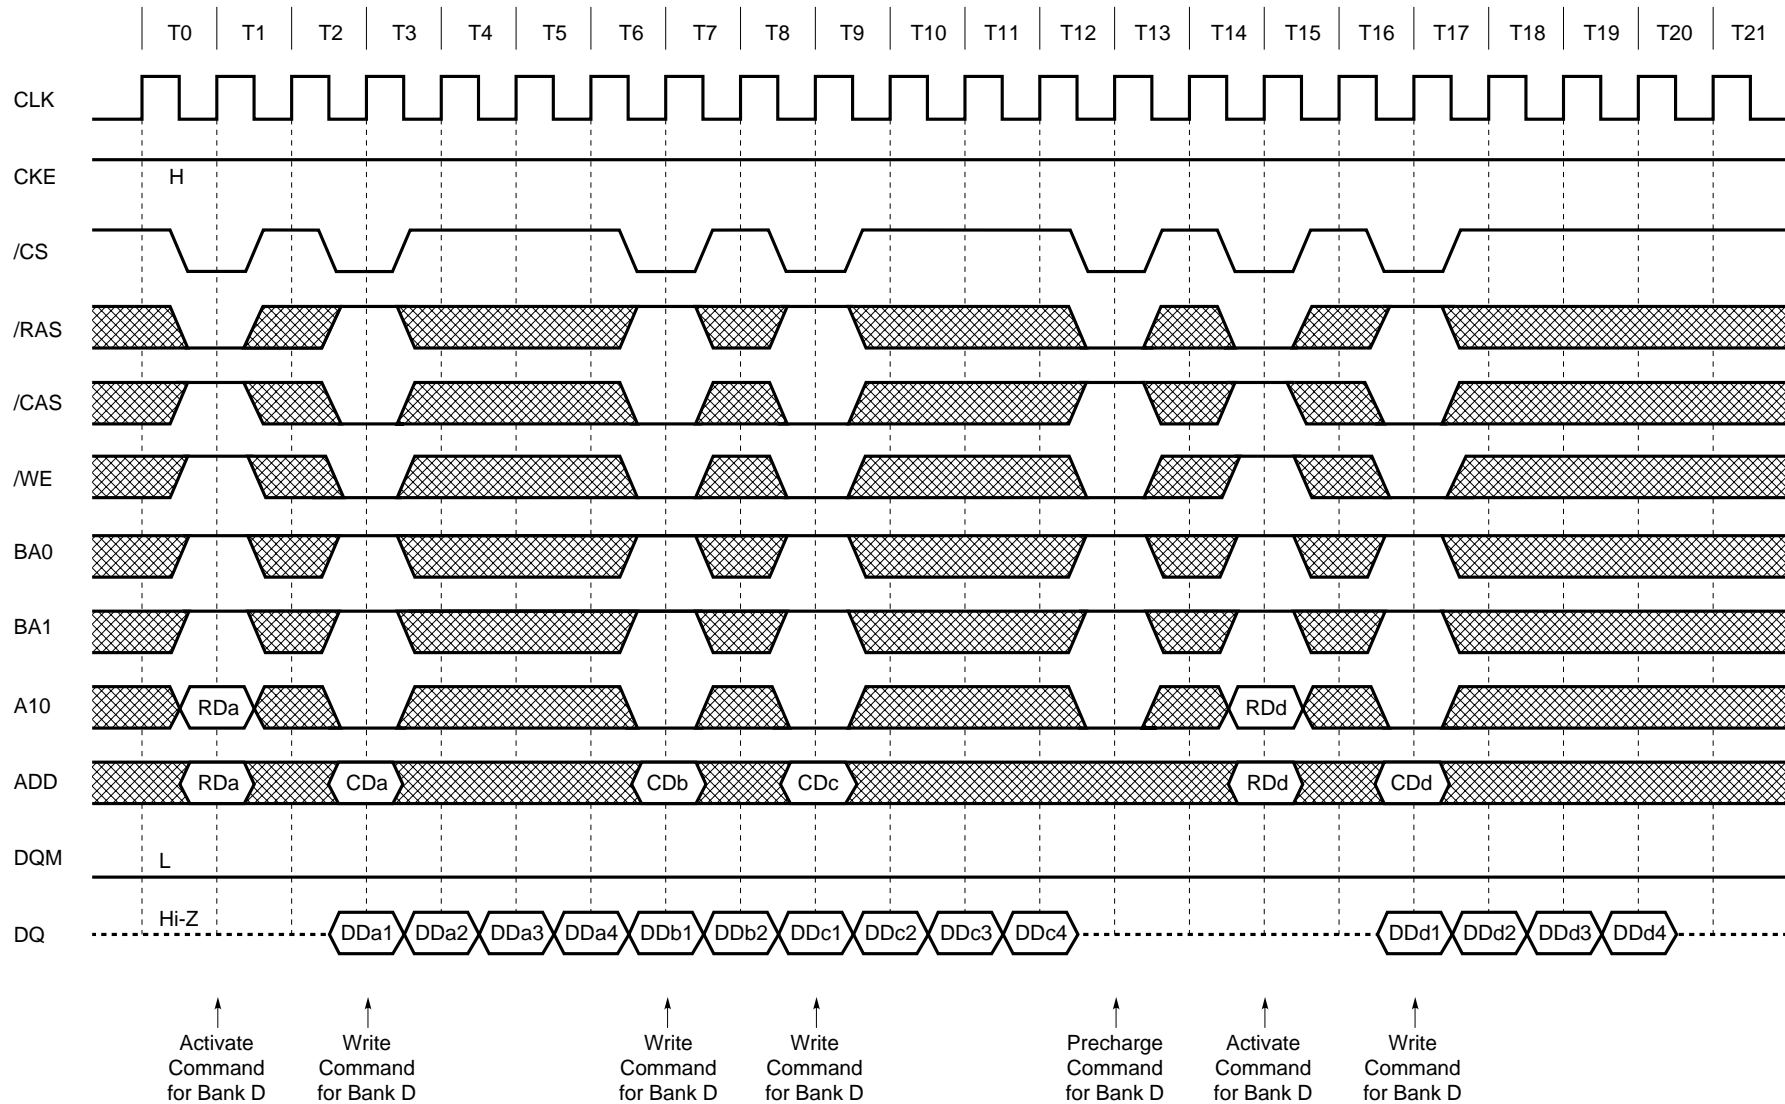 T0 T1 T2 T3 T4 T5 T6 T7 T8 T9 T10 T11 T12 T13 T14 T15 T16 T17 T18 T19 T20 T21
CLK
CKE H
/CS
/RAS
/CAS
/WE
BA0
BA1
A10 RDa RDd
ADD RDa CDa CDb CDc RDd CDd
DQM L
DQ Hi-Z DDa1 DDa2 DDa3 DDa4 DDb1 DDb2 DDc1 DDc2 DDc3 DDc4 DDd1 DDd2 DDd3 DDd4
Activate
Command
for Bank D
Write
Command
for Bank D
Write
Command
for Bank D
Write
Command
for Bank D
Precharge
Command
for Bank D
Activate
Command
for Bank D
Write
Command
for Bank D